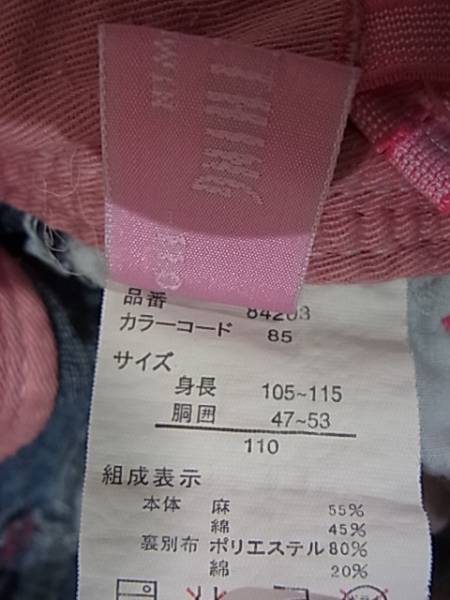 品番 84203
カラーコード 85
サイズ
身長 105~115
胴囲 47~53
110
組成表示
本体 麻 55%
綿 45%
裏別布 ポリエステル 80%
綿 20%